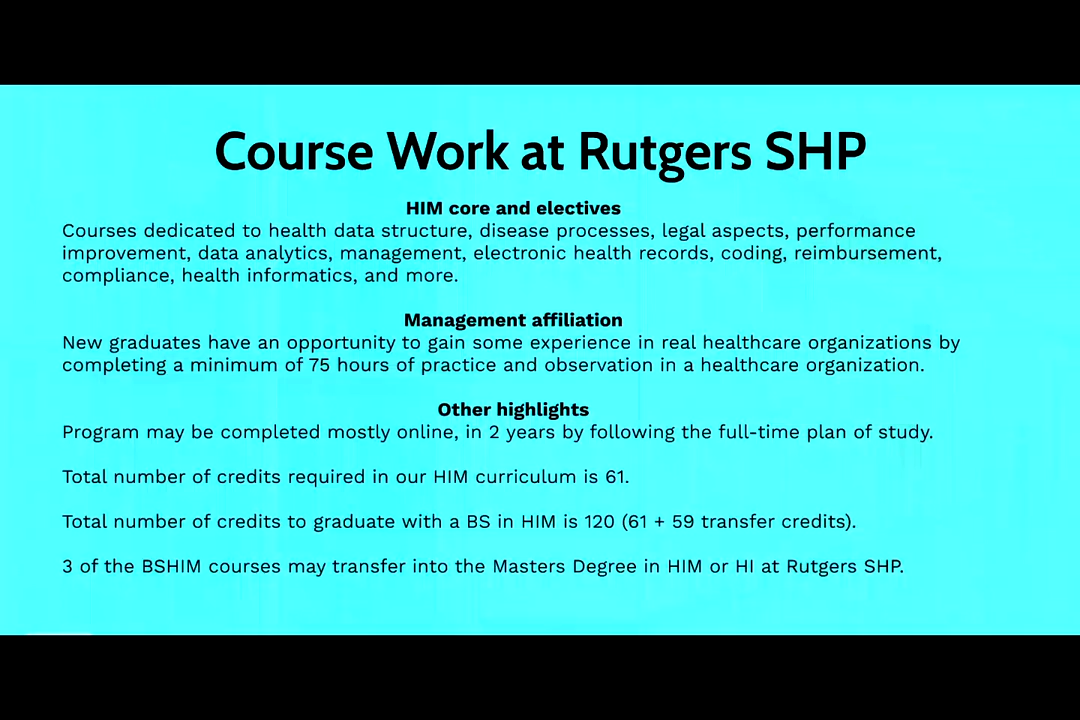 Course Work at Rutgers SHP
HIM core and electives
Courses dedicated to health data structure, disease processes, legal aspects, performance
improvement, data analytics, management, electronic health records, coding, reimbursement,
compliance, health informatics, and more.
Management affiliation
New graduates have an opportunity to gain some experience in real healthcare organizations by
completing a minimum of 75 hours of practice and observation in a healthcare organization.
Other highlights
Program may be completed mostly online, in 2 years by following the full-time plan of study.
Total number of credits required in our HIM curriculum is 61.
Total number of credits to graduate with a BS in HIM is 120 (61 + 59 transfer credits).
3 of the BSHIM courses may transfer into the Masters Degree in HIM or HI at Rutgers SHP.